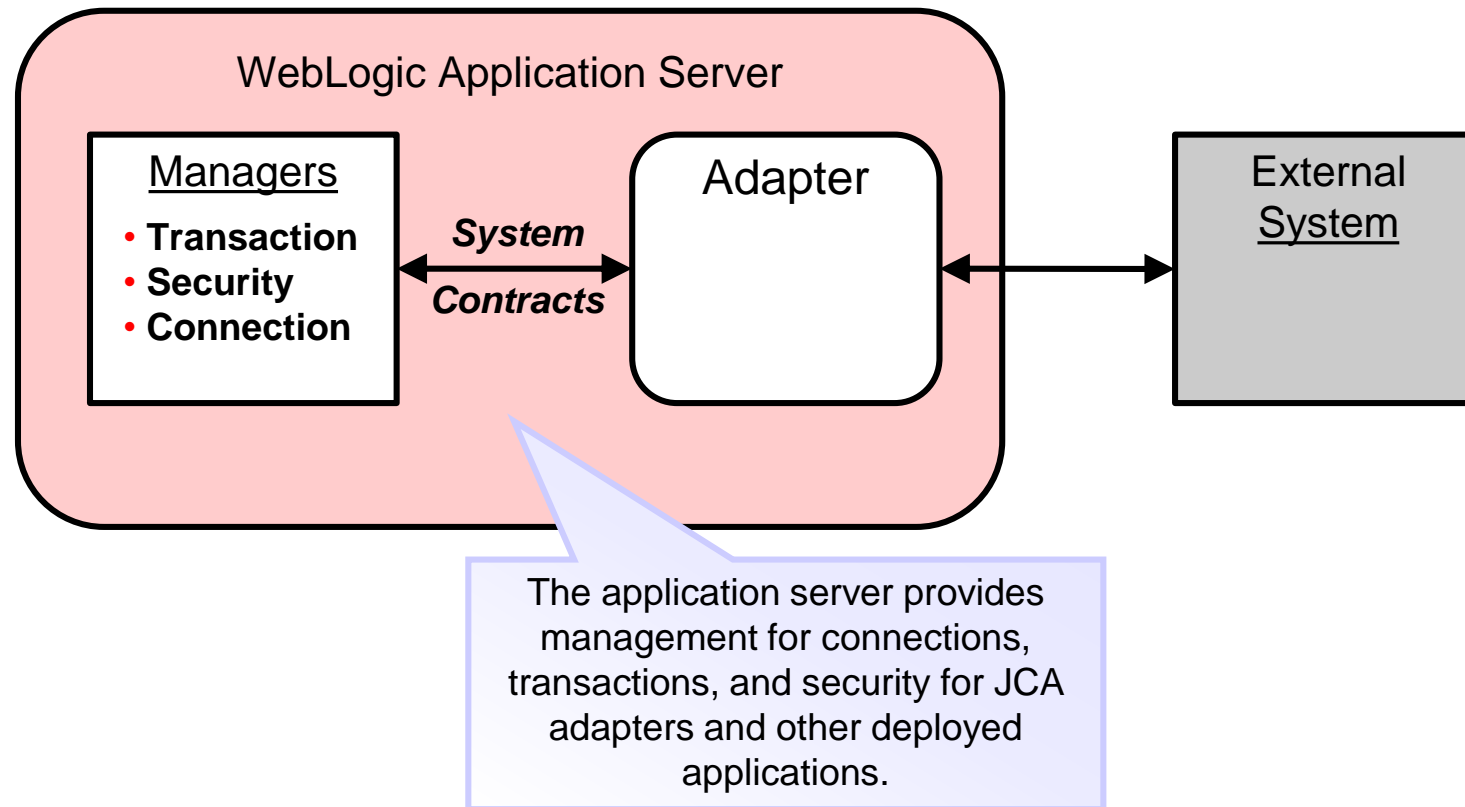 WebLogic Application Server
Managers
• Transaction
• Security
• Connection
System
Contracts
Adapter
External
System
The application server provides
management for connections,
transactions, and security for JCA
adapters and other deployed
applications.